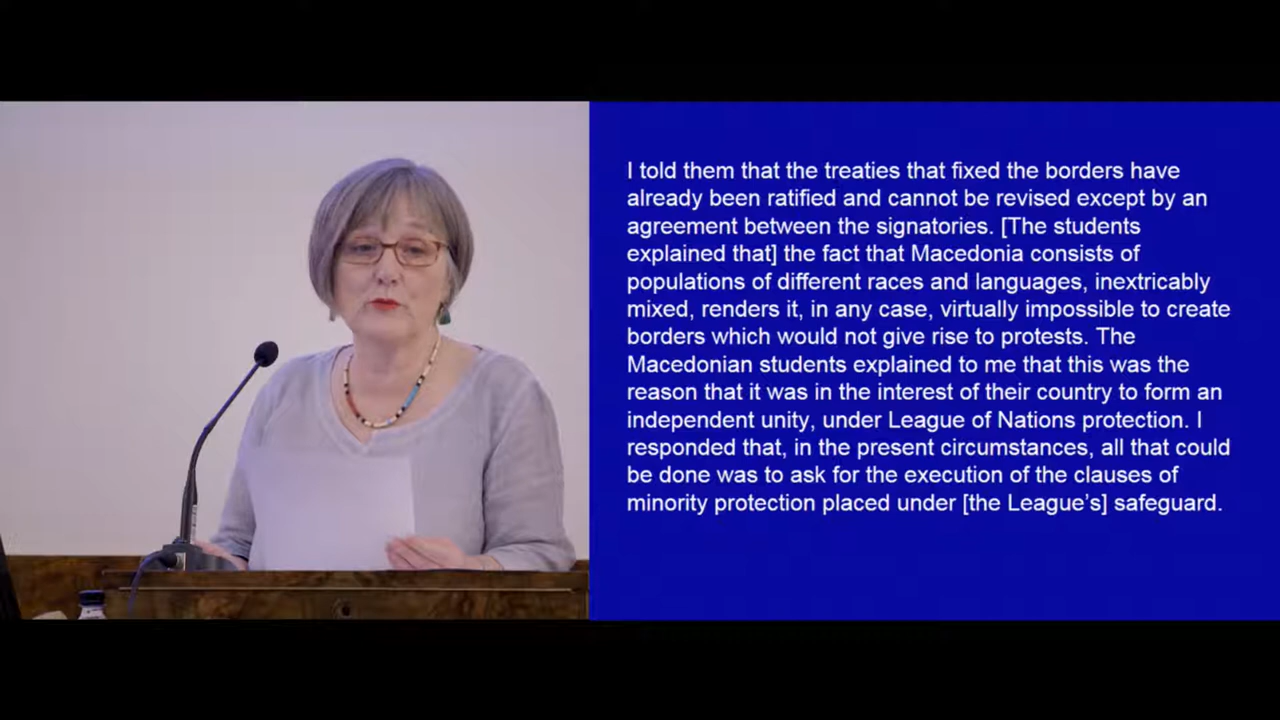 I told them that the treaties that fixed the borders have
already been ratified and cannot be revised except by an
agreement between the signatories. [The students
explained that] the fact that Macedonia consists of
populations of different races and languages, inextricably
mixed, renders it, in any case, virtually impossible to create
borders which would not give rise to protests. The
Macedonian students explained to me that this was the
reason that it was in the interest of their country to form an
independent unity, under League of Nations protection. I
responded that, in the present circumstances, all that could
be done was to ask for the execution of the clauses of
minority protection placed under [the League's] safeguard.